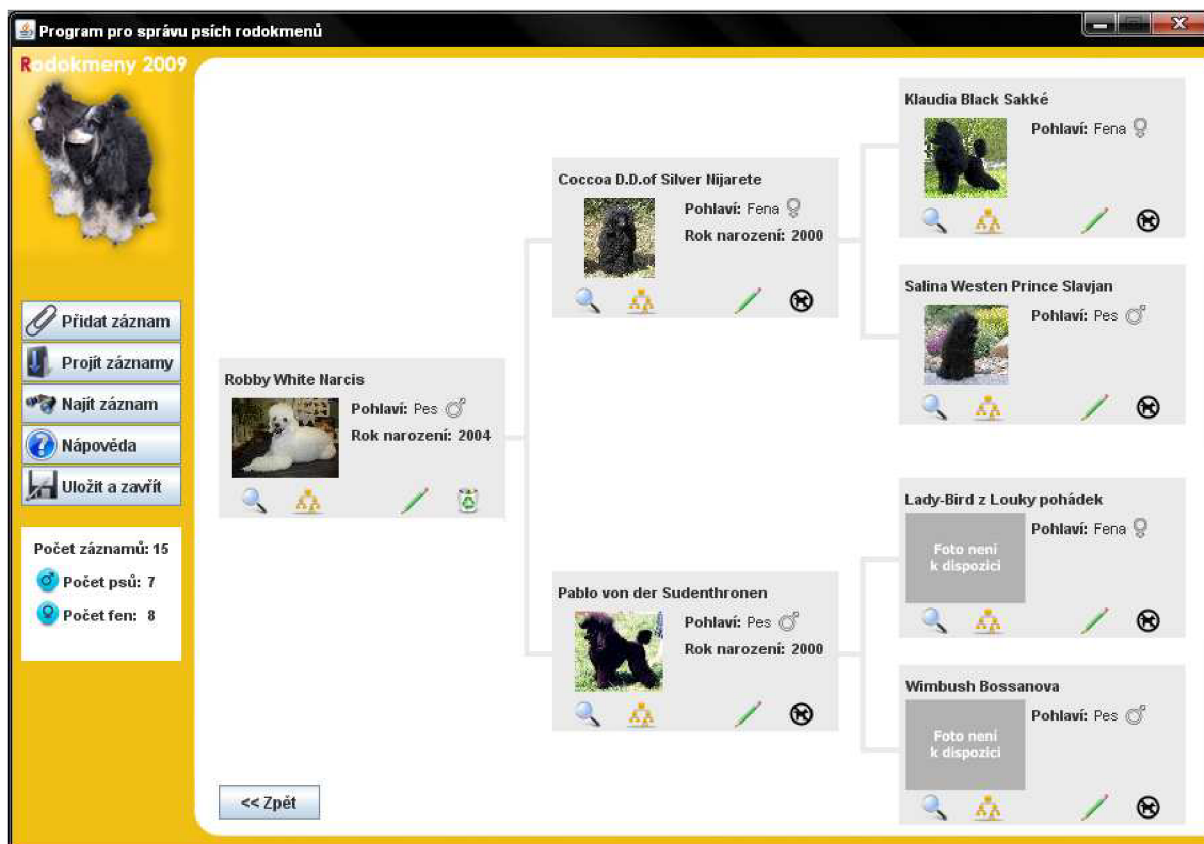 Program pro správu psích rodokmenů
Rodokmeny 2009
Přidat záznam
Projít záznamy
Najít záznam
Nápověda
Uložit a zavřít
Počet záznamů: 15
Počet psů: 7
Počet fen: 8
Robby White Narcis
Pohlaví: Pes
Rok narození: 2004
Coccoa D.D.of Silver Nijarete
Pohlaví: Fena
Rok narození: 2000
Pablo von der Sudenthronen
Pohlaví: Pes
Rok narození: 2000
Klaudia Black Sakké
Pohlaví: Fena
Salina Westen Prince Slavjan
Pohlaví: Pes
Lady-Bird z Louky pohádek
Pohlaví: Fena
Foto není
k dispozici
Wimbush Bossanova
Pohlaví: Pes
Foto není
k dispozici
<< Zpět